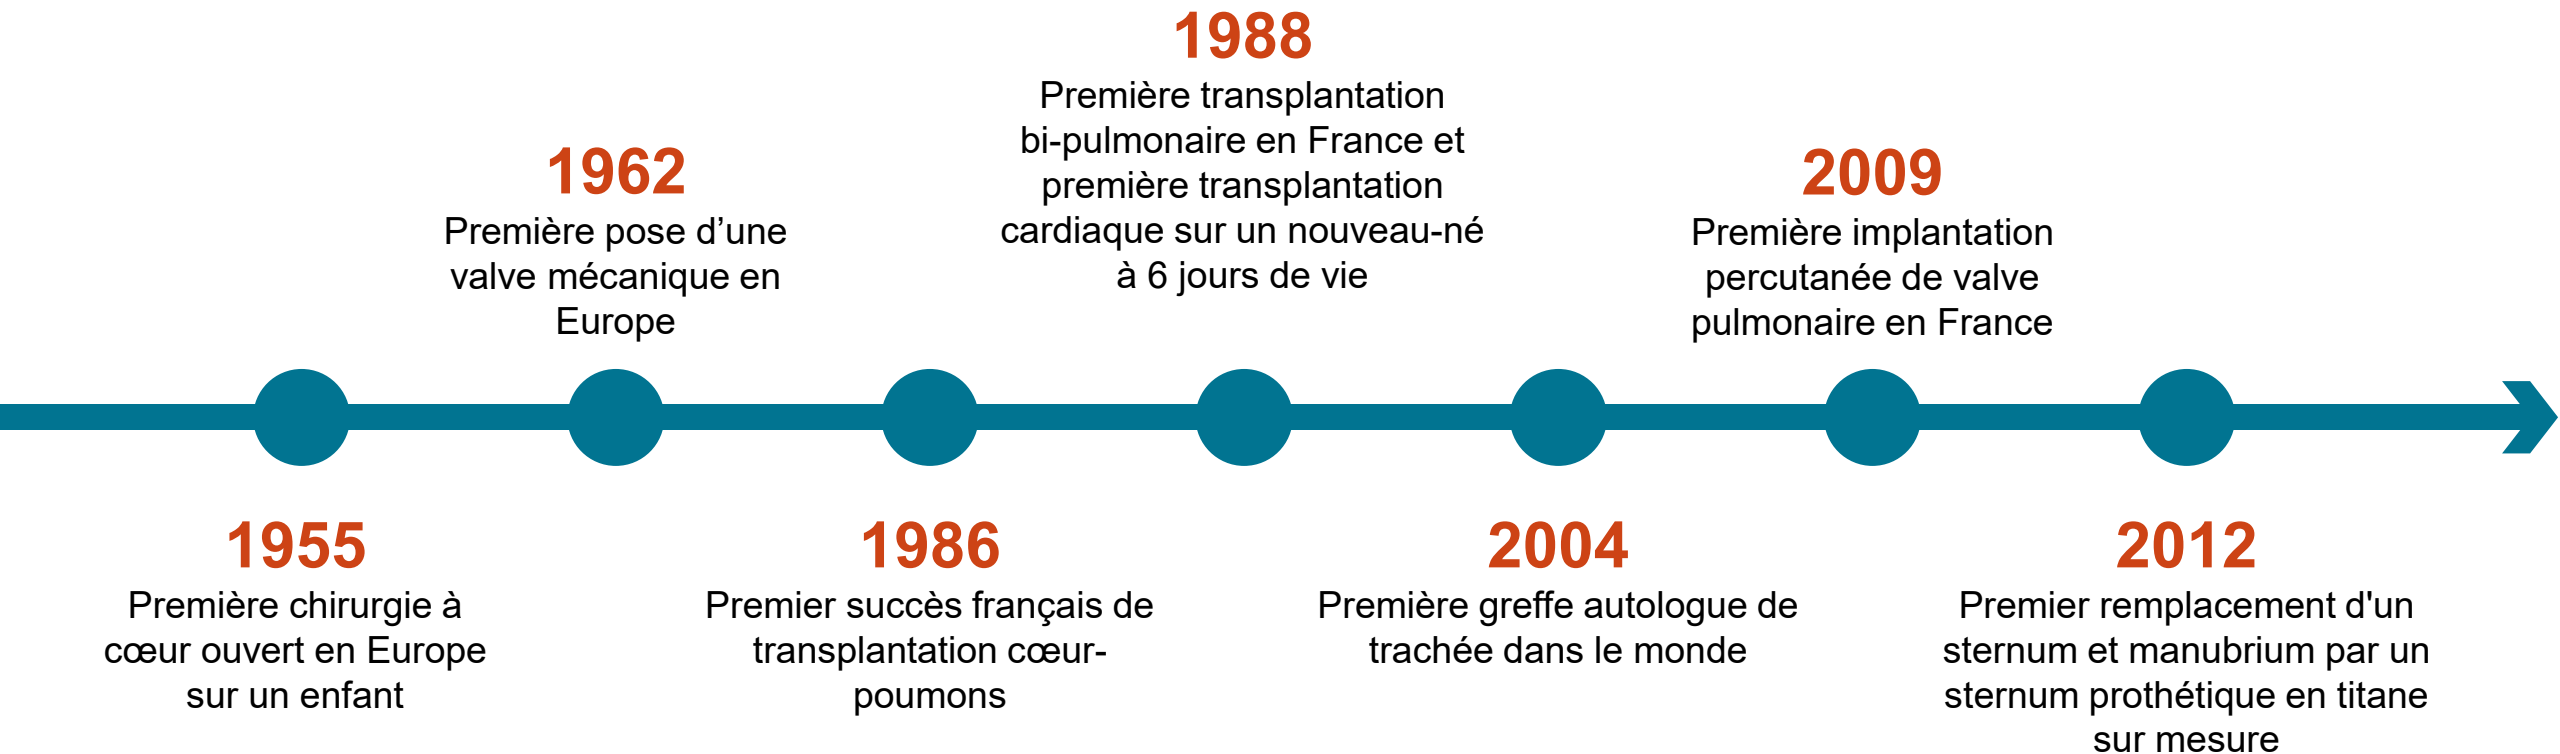 1955
Première chirurgie à
cœur ouvert en Europe
sur un enfant
1962
Première pose d’une
valve mécanique en
Europe
1986
Premier succès français de
transplantation cœur-
poumons
1988
Première transplantation
bi-pulmonaire en France et
première transplantation
cardiaque sur un nouveau-né
à 6 jours de vie
2004
Première greffe autologue de
trachée dans le monde
2009
Première implantation
percutanée de valve
pulmonaire en France
2012
Premier remplacement d'un
sternum et manubrium par un
sternum prothétique en titane
sur mesure